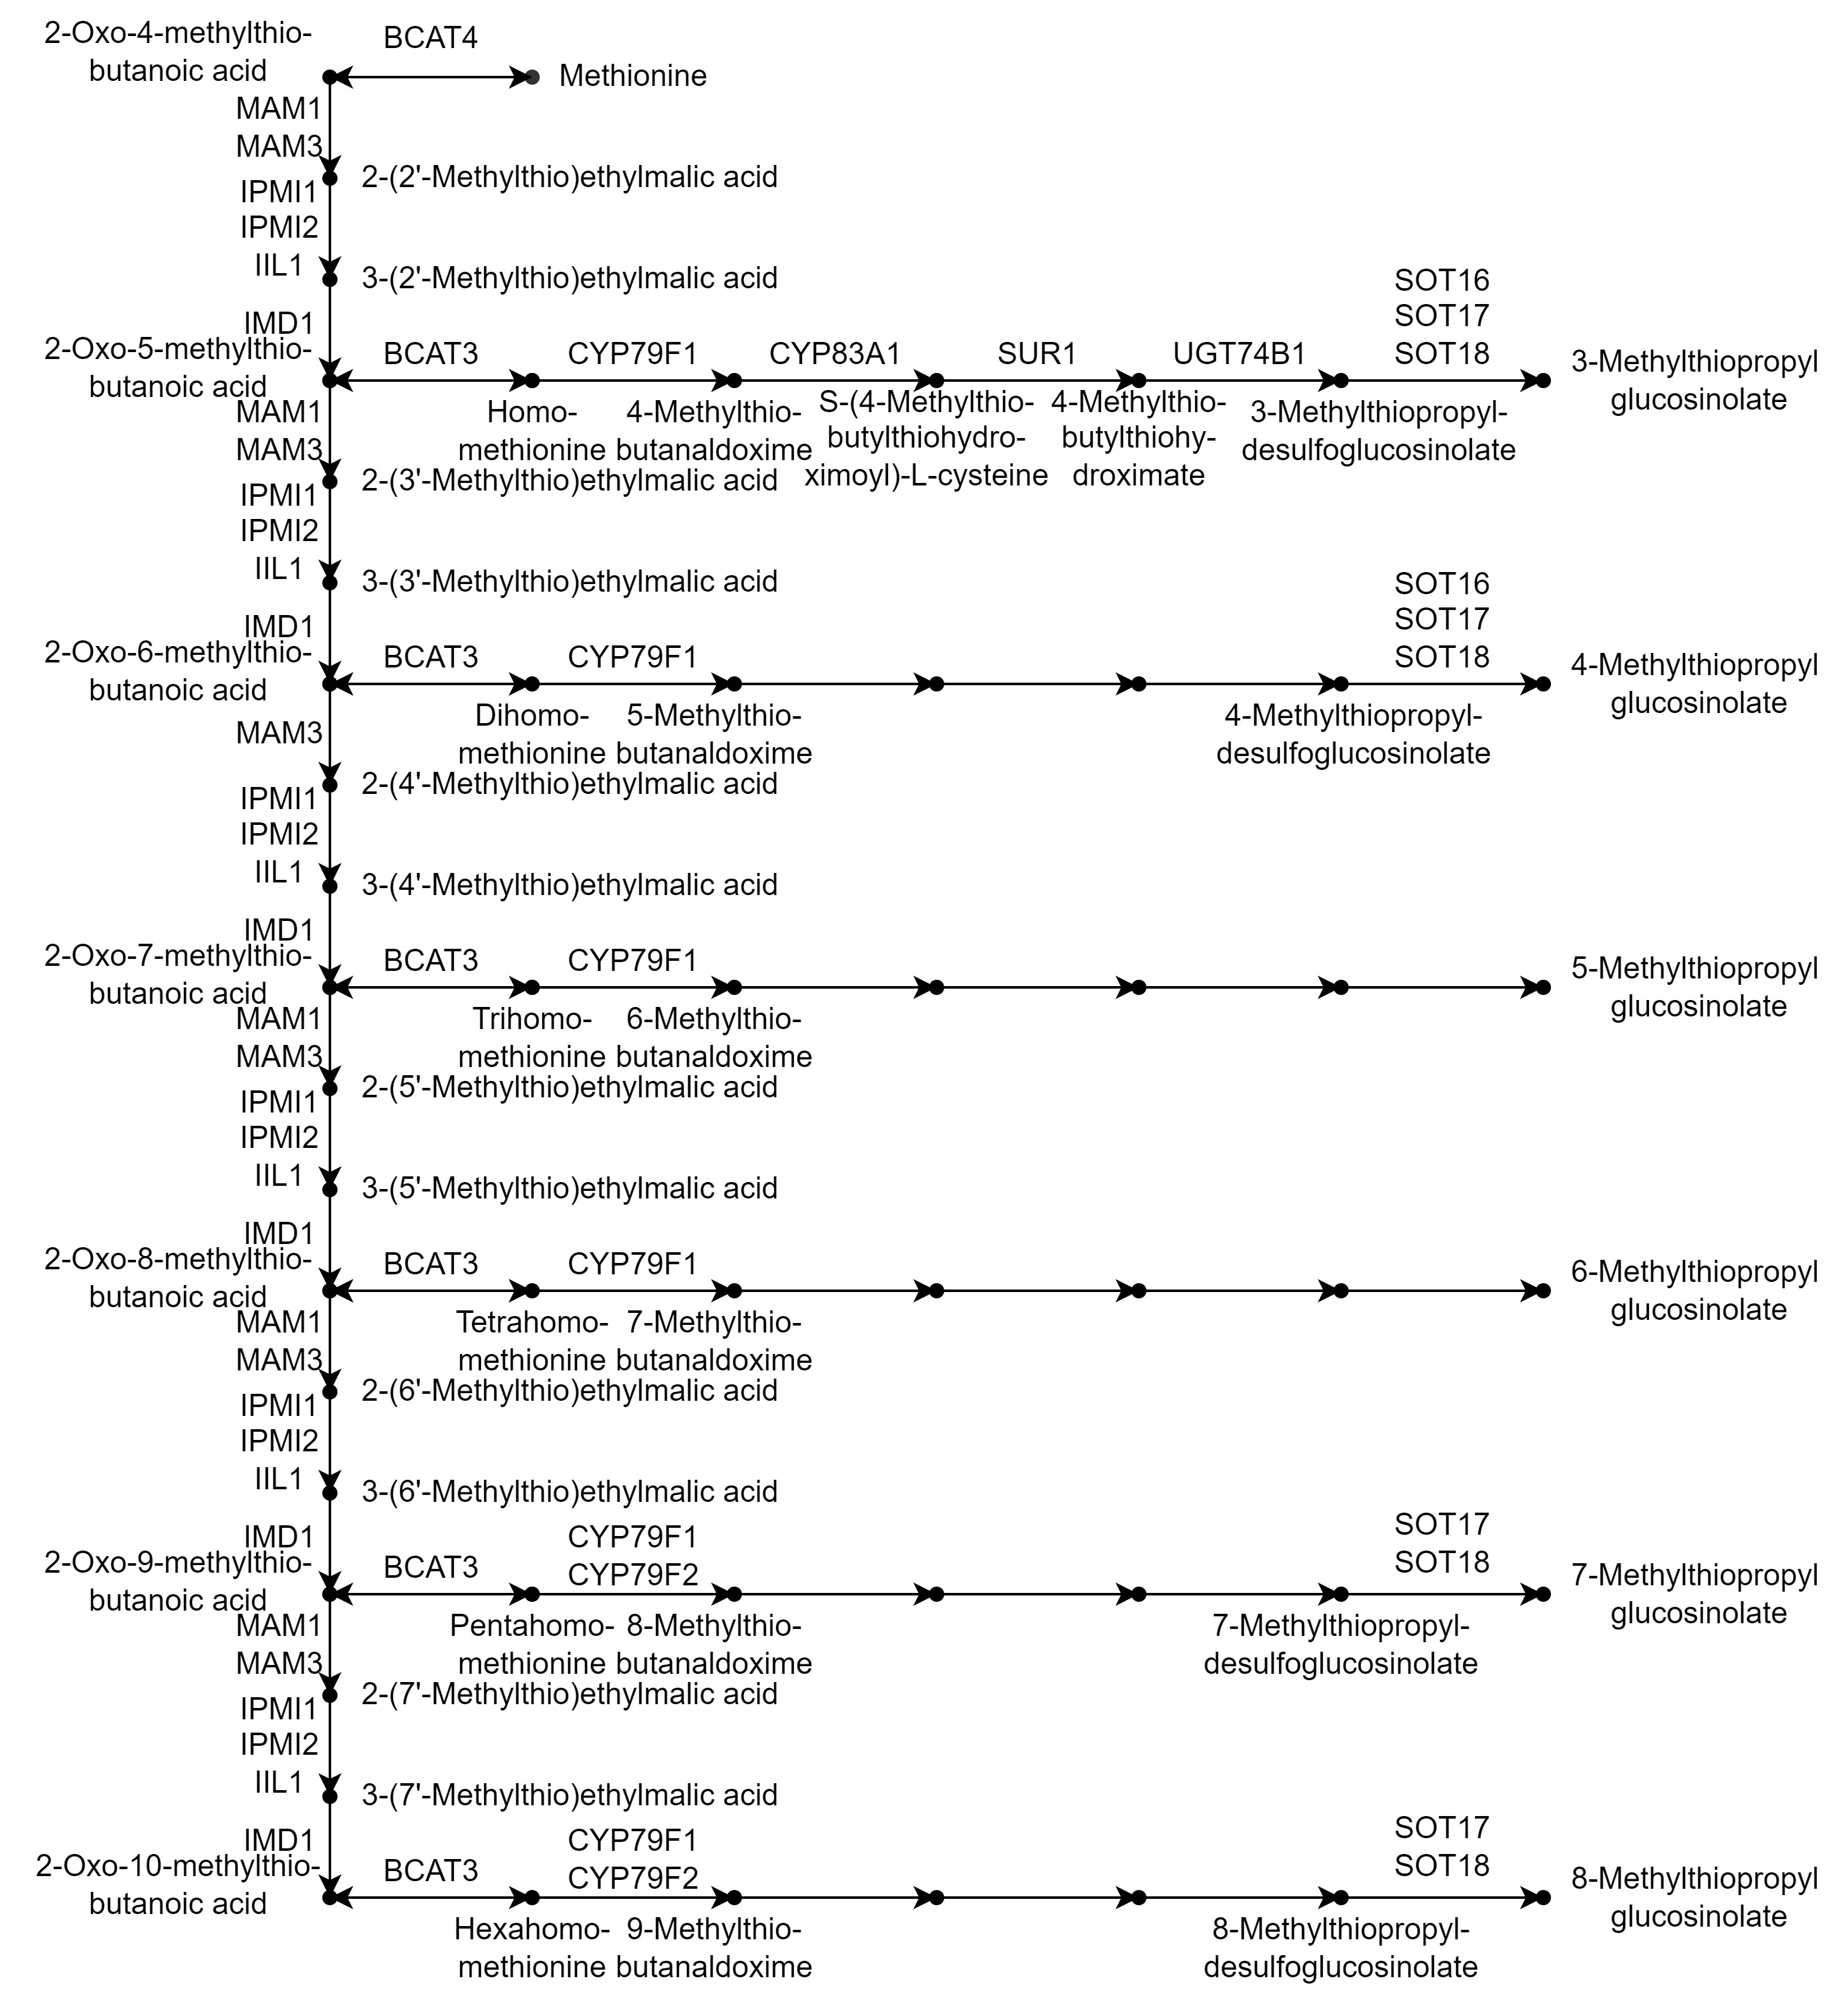 2-Oxo-4-methylthio-
butanoic acid
BCAT4
Methionine
MAM1
MAM3
2-(2'-Methylthio)ethylmalic acid
IPMI1
IPMI2
IIL1
3-(2'-Methylthio)ethylmalic acid
IMD1
2-Oxo-5-methylthio-
butanoic acid
BCAT3
CYP79F1
CYP83A1
SUR1
UGT74B1
SOT16
SOT17
SOT18
3-Methylthiopropyl
glucosinolate
Homo-
methionine
4-Methylthio-
butanaldoxime
S-(4-Methylthio-
butylthiohydro-
ximoyl)-L-cysteine
4-Methylthio-
butylthiohy-
droximate
3-Methylthiopropyl-
desulfoglucosinolate
MAM1
MAM3
2-(3'-Methylthio)ethylmalic acid
IPMI1
IPMI2
IIL1
3-(3'-Methylthio)ethylmalic acid
IMD1
2-Oxo-6-methylthio-
butanoic acid
BCAT3
CYP79F1
SOT16
SOT17
SOT18
4-Methylthiopropyl
glucosinolate
Dihomo-
methionine
5-Methylthio-
butanaldoxime
4-Methylthiopropyl-
desulfoglucosinolate
MAM3
2-(4'-Methylthio)ethylmalic acid
IPMI1
IPMI2
IIL1
3-(4'-Methylthio)ethylmalic acid
IMD1
2-Oxo-7-methylthio-
butanoic acid
BCAT3
CYP79F1
5-Methylthiopropyl
glucosinolate
Trihomo-
methionine
6-Methylthio-
butanaldoxime
MAM1
MAM3
2-(5'-Methylthio)ethylmalic acid
IPMI1
IPMI2
IIL1
3-(5'-Methylthio)ethylmalic acid
IMD1
2-Oxo-8-methylthio-
butanoic acid
BCAT3
CYP79F1
6-Methylthiopropyl
glucosinolate
Tetrahomo-
methionine
7-Methylthio-
butanaldoxime
MAM1
MAM3
2-(6'-Methylthio)ethylmalic acid
IPMI1
IPMI2
IIL1
3-(6'-Methylthio)ethylmalic acid
IMD1
2-Oxo-9-methylthio-
butanoic acid
BCAT3
CYP79F1
CYP79F2
SOT17
SOT18
7-Methylthiopropyl
glucosinolate
Pentahomo-
methionine
8-Methylthio-
butanaldoxime
7-Methylthiopropyl-
desulfoglucosinolate
MAM1
MAM3
2-(7'-Methylthio)ethylmalic acid
IPMI1
IPMI2
IIL1
3-(7'-Methylthio)ethylmalic acid
IMD1
2-Oxo-10-methylthio-
butanoic acid
BCAT3
CYP79F1
CYP79F2
SOT17
SOT18
8-Methylthiopropyl
glucosinolate
Hexahomo-
methionine
9-Methylthio-
butanaldoxime
8-Methylthiopropyl-
desulfoglucosinolate